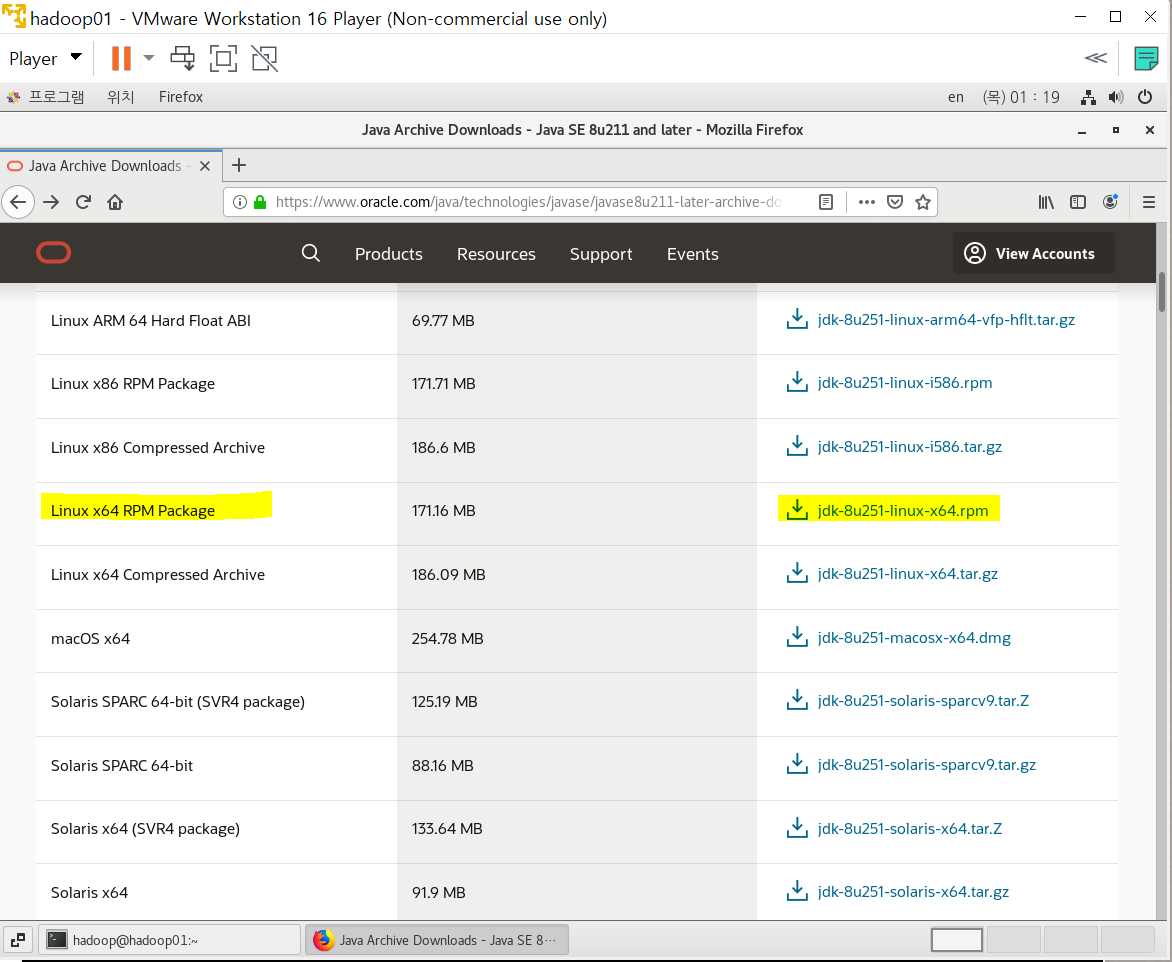 hadoop01 - VMware Workstation 16 Player (Non-commercial use only)
Player
프로그램 위치 Firefox en (목) 01 : 19
Java Archive Downloads - Java SE 8u211 and later - Mozilla Firefox
Java Archive Downloads -
https://www.oracle.com/java/technologies/javase/javase8u211-later-archive-do
Products Resources Support Events View Accounts
Linux ARM 64 Hard Float ABI 69.77 MB jdk-8u251-linux-arm64-vfp-hflt.tar.gz
Linux x86 RPM Package 171.71 MB jdk-8u251-linux-i586.rpm
Linux x86 Compressed Archive 186.6 MB jdk-8u251-linux-i586.tar.gz
Linux x64 RPM Package 171.16 MB jdk-8u251-linux-x64.rpm
Linux x64 Compressed Archive 186.09 MB jdk-8u251-linux-x64.tar.gz
macOS x64 254.78 MB jdk-8u251-macosx-x64.dmg
Solaris SPARC 64-bit (SVR4 package) 125.19 MB jdk-8u251-solaris-sparcv9.tar.Z
Solaris SPARC 64-bit 88.16 MB jdk-8u251-solaris-sparcv9.tar.gz
Solaris x64 (SVR4 package) 133.64 MB jdk-8u251-solaris-x64.tar.Z
Solaris x64 91.9 MB jdk-8u251-solaris-x64.tar.gz
hadoop@hadoop01:~ Java Archive Downloads - Java SE 8···